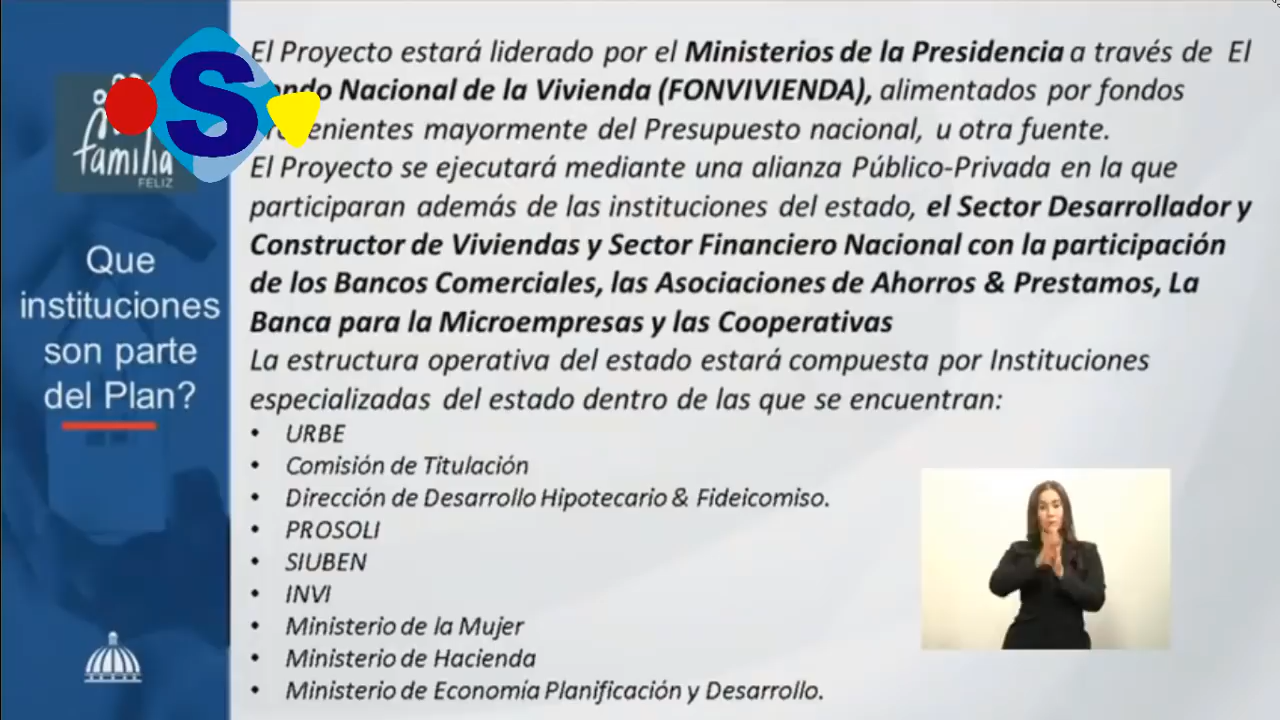 El Proyecto estará liderado por el Ministerios de la Presidencia a través de El
Nacional de la Vivienda (FONVIVIENDA), alimentados por fondos
mayormente del Presupuesto nacional, u otra fuente.
El Proyecto se ejecutará mediante una alianza Público-Privada en la que
participaran además de las instituciones del estado, el Sector Desarrollador y
Constructor de Viviendas y Sector Financiero Nacional con la participación
de los Bancos Comerciales, las Asociaciones de Ahorros & Prestamos, La
Banca para la Microempresas y las Cooperativas
La estructura operativa del estado estará compuesta por Instituciones
especializadas del estado dentro de las que se encuentran:
• URBE
• Comisión de Titulación
• Dirección de Desarrollo Hipotecario & Fideicomiso.
• PROSOLI
• SIUBEN
• INVI
• Ministerio de la Mujer
• Ministerio de Hacienda
• Ministerio de Economía Planificación y Desarrollo.
S
familia
FELIZ
Que
instituciones
son parte
del Plan?